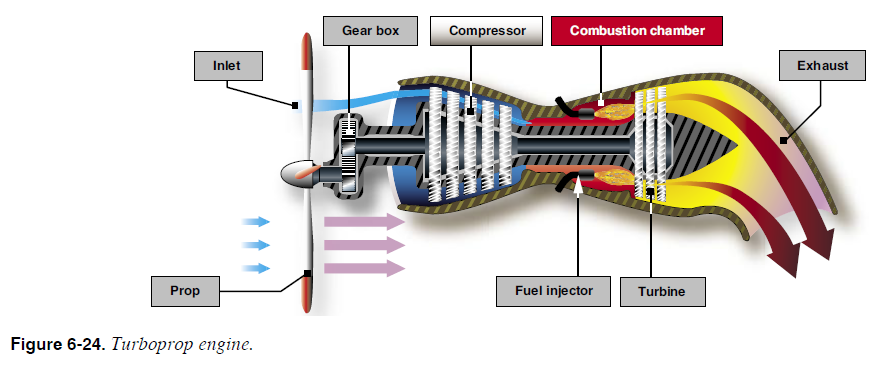 Gear box
Compressor
Combustion chamber
Inlet
Exhaust
Prop
Fuel injector
Turbine
Figure 6-24. Turboprop engine.